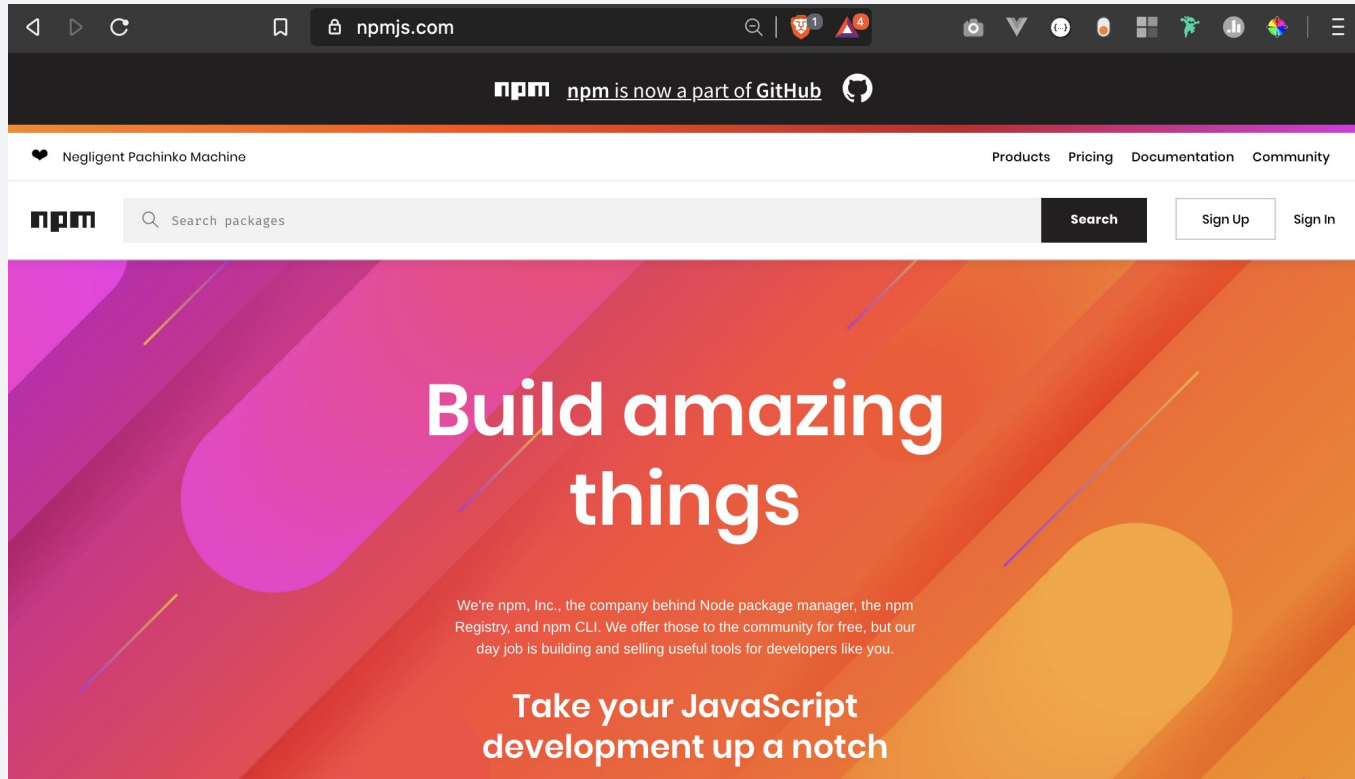 npmjs.com
1
4
npm npm is now a part of GitHub
Negligent Pachinko Machine
Products Pricing Documentation Community
npm Search packages Search Sign Up Sign In
Build amazing
things
We're npm, Inc., the company behind Node package manager, the npm
Registry, and npm CLI. We offer those to the community for free, but our
day job is building and selling useful tools for developers like you.
Take your JavaScript
development up a notch